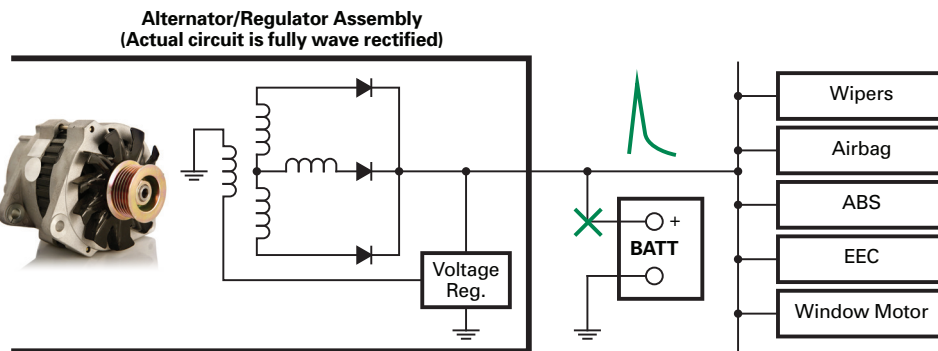 Alternator/Regulator Assembly
(Actual circuit is fully wave rectified)
Voltage
Reg.
+
BATT
Wipers
Airbag
ABS
EEC
Window Motor